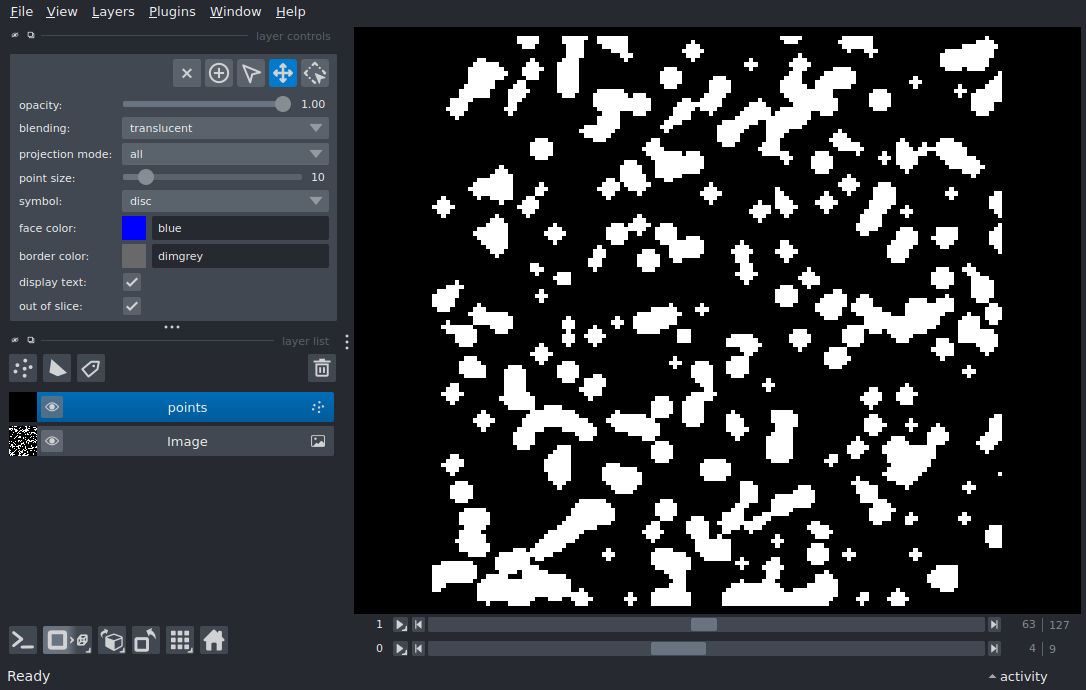 File View Layers Plugins Window Help
layer controls
opacity: 1.00
blending: translucent
projection mode: all
point size: 10
symbol: disc
face color: blue
border color: dimgrey
display text:
out of slice:
layer list
points
Image
1 63 127
0 4 9
Ready activity